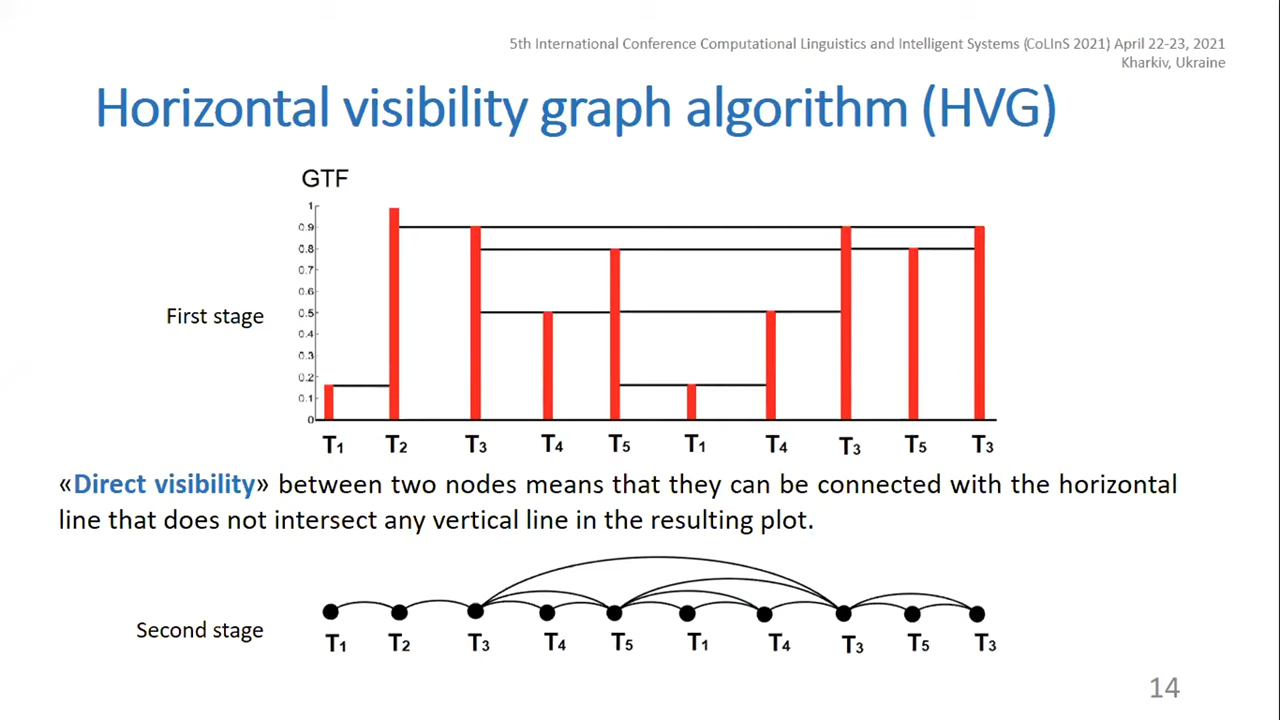 5th International Conference Computational Linguistics and Intelligent Systems (CoLInS 2021) April 22-23, 2021
Kharkiv, Ukraine
Horizontal visibility graph algorithm (HVG)
GTF
1
0.9
0.8
0.7
0.6
0.5
0.4
0.3
0.2
0.1
0
First stage
T1 T2 T3 T4 T5 T1 T4 T3 T5 T3
«Direct visibility» between two nodes means that they can be connected with the horizontal
line that does not intersect any vertical line in the resulting plot.
Second stage
T1 T2 T3 T4 T5 T1 T4 T3 T5 T3
14